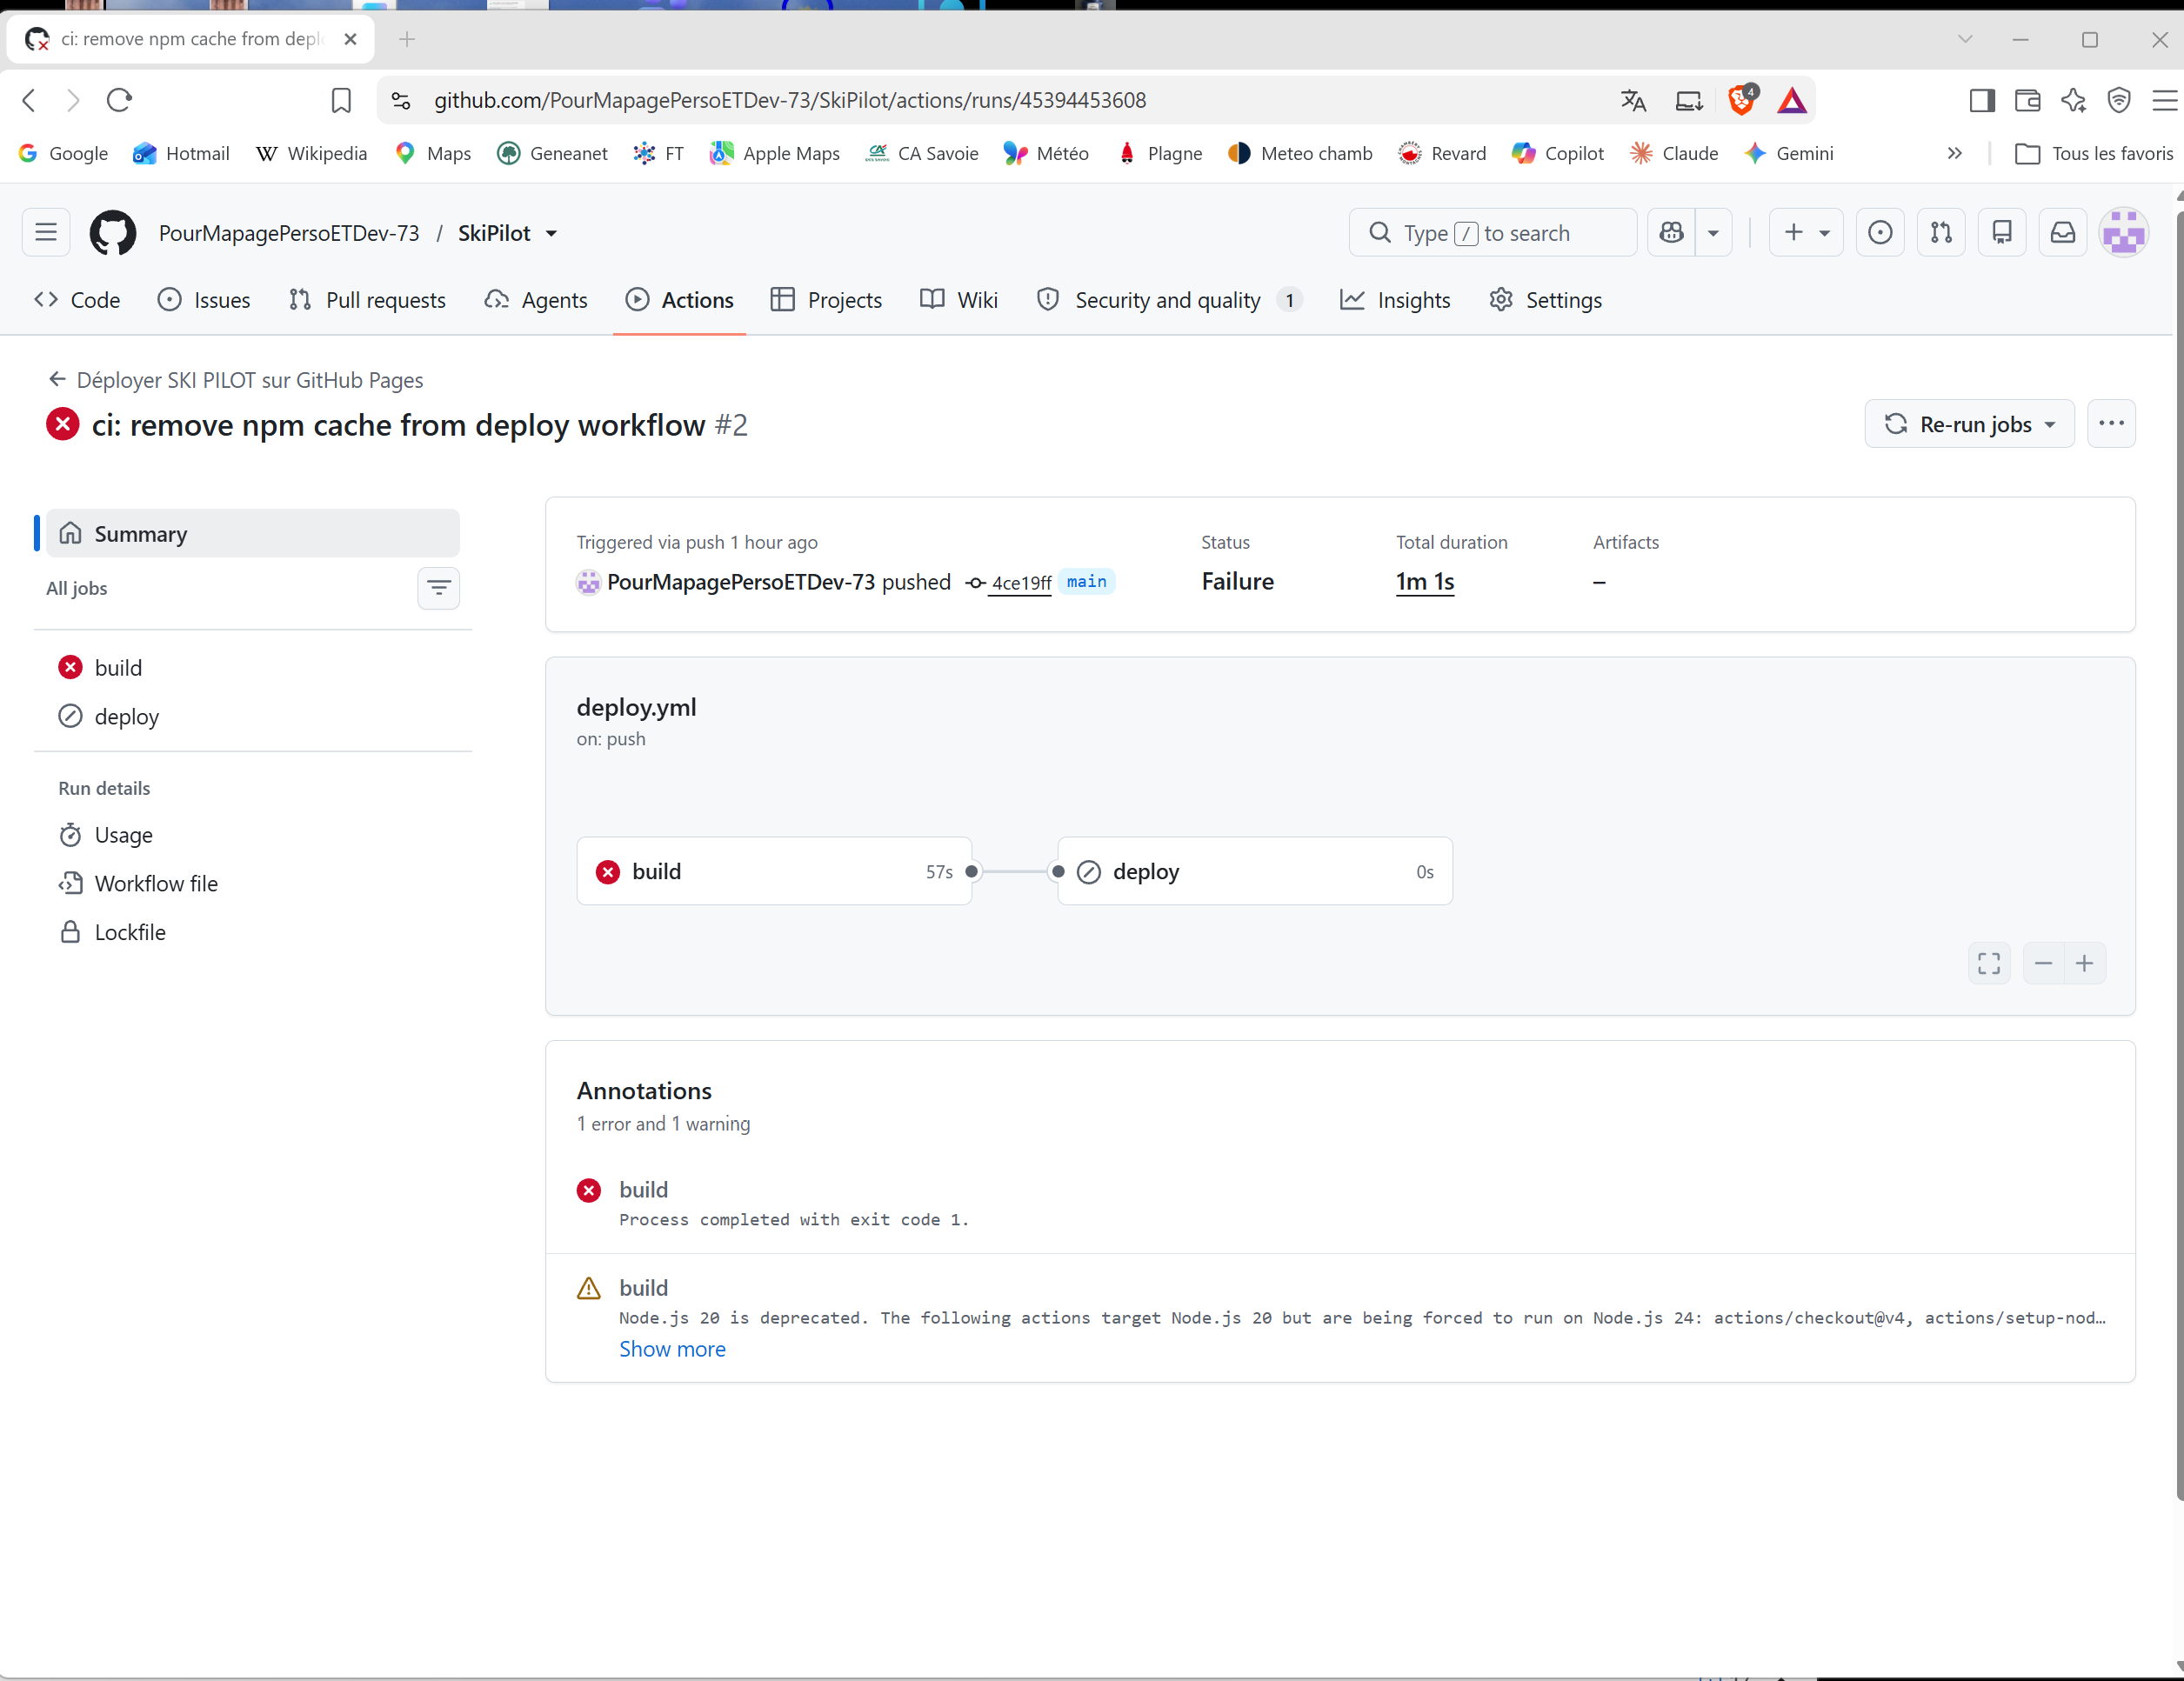 ci: remove npm cache from depl
github.com/PourMapagePersoETDev-73/SkiPilot/actions/runs/45394453608
4
Google Hotmail Wikipedia Maps Geneanet FT Apple Maps CA Savoie Météo Plagne Meteo chamb Revard Copilot Claude Gemini Tous les favoris
PourMapagePersoETDev-73 / SkiPilot
Type / to search
Code Issues Pull requests Agents Actions Projects Wiki Security and quality 1 Insights Settings
Déployer SKI PILOT sur GitHub Pages
ci: remove npm cache from deploy workflow #2
Re-run jobs
Summary
All jobs
build
deploy
Run details
Usage
Workflow file
Lockfile
Triggered via push 1 hour ago
PourMapagePersoETDev-73 pushed 4ce19ff main
Status
Failure
Total duration
1m 1s
Artifacts
–
deploy.yml
on: push
build 57s
deploy 0s
Annotations
1 error and 1 warning
build
Process completed with exit code 1.
build
Node.js 20 is deprecated. The following actions target Node.js 20 but are being forced to run on Node.js 24: actions/checkout@v4, actions/setup-nod…
Show more